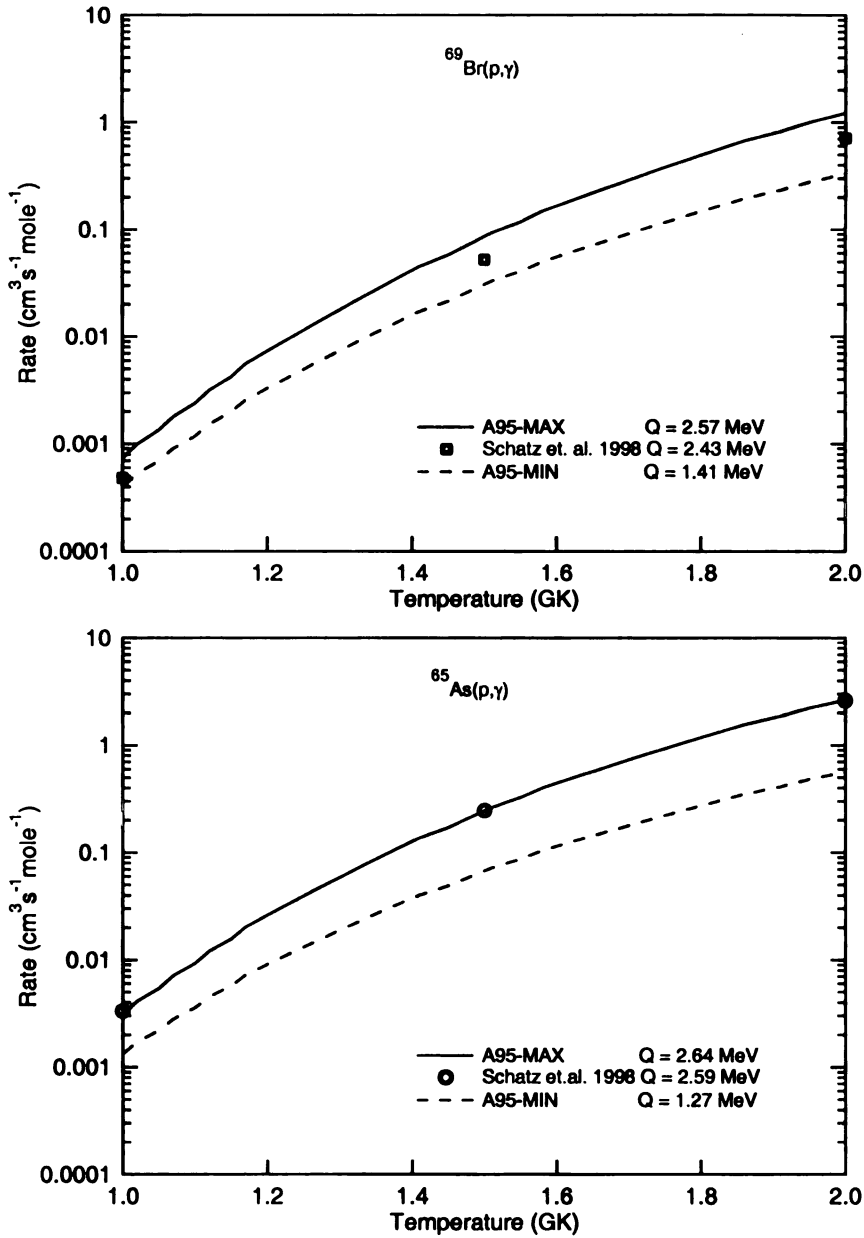 10
⁶⁹Br(p,γ)
1
0.1
0.01
0.001
0.0001
Rate (cm³s⁻¹mole⁻¹)
A95-MAX Q = 2.57 MeV
Schatz et. al. 1998 Q = 2.43 MeV
A95-MIN Q = 1.41 MeV
1.0 1.2 1.4 1.6 1.8 2.0
Temperature (GK)
10
⁶⁵As(p,γ)
1
0.1
0.01
0.001
0.0001
Rate (cm³s⁻¹mole⁻¹)
A95-MAX Q = 2.64 MeV
Schatz et.al. 1998 Q = 2.59 MeV
A95-MIN Q = 1.27 MeV
1.0 1.2 1.4 1.6 1.8 2.0
Temperature (GK)